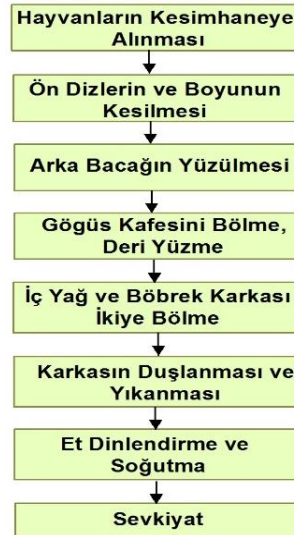 Hayvanların Kesimhaneye
Alınması
Ön Dizlerin ve Boyunun
Kesilmesi
Arka Bacağın Yüzülmesi
Gögüs Kafesini Bölme,
Deri Yüzme
İç Yağ ve Böbrek Karkası
İkiye Bölme
Karkasın Duşlanması ve
Yıkanması
Et Dinlendirme ve
Soğutma
Sevkiyat